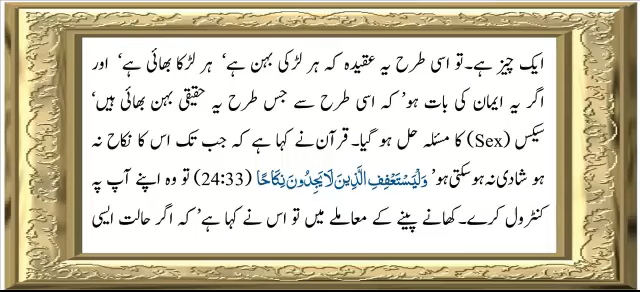 ایک چیز ہے۔ تو اسی طرح یہ عقیدہ کہ ہر لڑکی بہن ہے‘ ہر لڑکا بھائی ہے‘ اور
اگر یہ ایمان کی بات ہو‘ کہ اسی طرح سے جس طرح یہ حقیقی بہن بھائی ہیں‘
سیکس (Sex) کا مسئلہ حل ہو گیا۔ قرآن نے کہا ہے کہ جب تک اس کا نکاح نہ
ہو شادی نہ ہو سکتی ہو‘ وَلْيَسْتَعْفِفِ الَّذِينَ لَا يَجِدُونَ نِكَاحًا (24:33) تو وہ اپنے آپ پہ
کنٹرول کرے۔ کھانے پینے کے معاملے میں تو اس نے کہا ہے‘ کہ اگر حالت ایسی